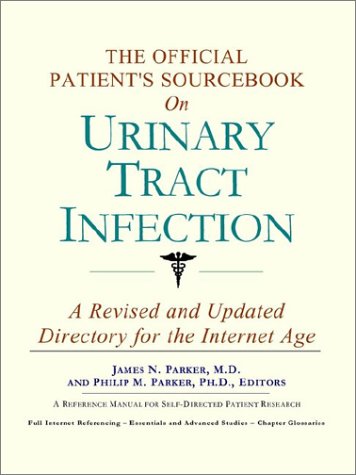 THE OFFICIAL
PATIENT'S SOURCEBOOK
On
URINARY
TRACT
INFECTION
A Revised and Updated
Directory for the Internet Age
JAMES N. PARKER, M.D.
AND PHILIP M. PARKER, PH.D., EDITORS
A REFERENCE MANUAL FOR SELF-DIRECTED PATIENT RESEARCH
Full Internet Referencing – Essentials and Advanced Studies – Chapter Glossaries